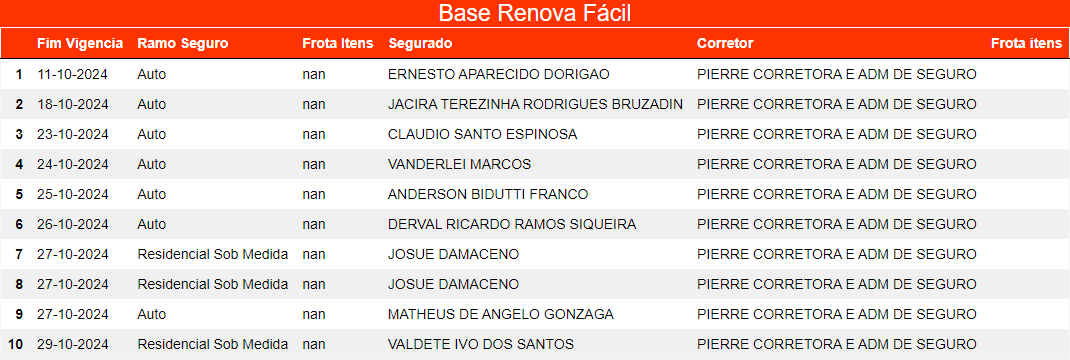 Base Renova Fácil
Fim Vigencia Ramo Seguro Frota Itens Segurado Corretor Frota itens
1 11-10-2024 Auto nan ERNESTO APARECIDO DORIGAO PIERRE CORRETORA E ADM DE SEGURO
2 18-10-2024 Auto nan JACIRA TEREZINHA RODRIGUES BRUZADIN PIERRE CORRETORA E ADM DE SEGURO
3 23-10-2024 Auto nan CLAUDIO SANTO ESPINOSA PIERRE CORRETORA E ADM DE SEGURO
4 24-10-2024 Auto nan VANDERLEI MARCOS PIERRE CORRETORA E ADM DE SEGURO
5 25-10-2024 Auto nan ANDERSON BIDUTTI FRANCO PIERRE CORRETORA E ADM DE SEGURO
6 26-10-2024 Auto nan DERVAL RICARDO RAMOS SIQUEIRA PIERRE CORRETORA E ADM DE SEGURO
7 27-10-2024 Residencial Sob Medida nan JOSUE DAMACENO PIERRE CORRETORA E ADM DE SEGURO
8 27-10-2024 Residencial Sob Medida nan JOSUE DAMACENO PIERRE CORRETORA E ADM DE SEGURO
9 27-10-2024 Auto nan MATHEUS DE ANGELO GONZAGA PIERRE CORRETORA E ADM DE SEGURO
10 29-10-2024 Residencial Sob Medida nan VALDETE IVO DOS SANTOS PIERRE CORRETORA E ADM DE SEGURO